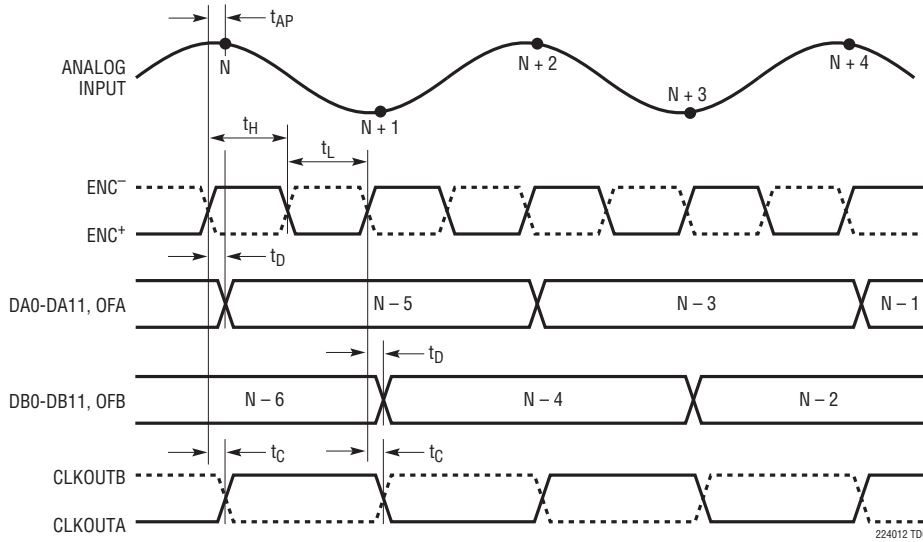 t_AP
ANALOG
INPUT
N
N + 1
N + 2
N + 3
N + 4
t_H
t_L
ENC–
ENC+
t_D
DA0-DA11, OFA
N – 5
N – 3
N – 1
t_D
DB0-DB11, OFB
N – 6
N – 4
N – 2
t_C
t_C
CLKOUTB
CLKOUTA
224012 TD